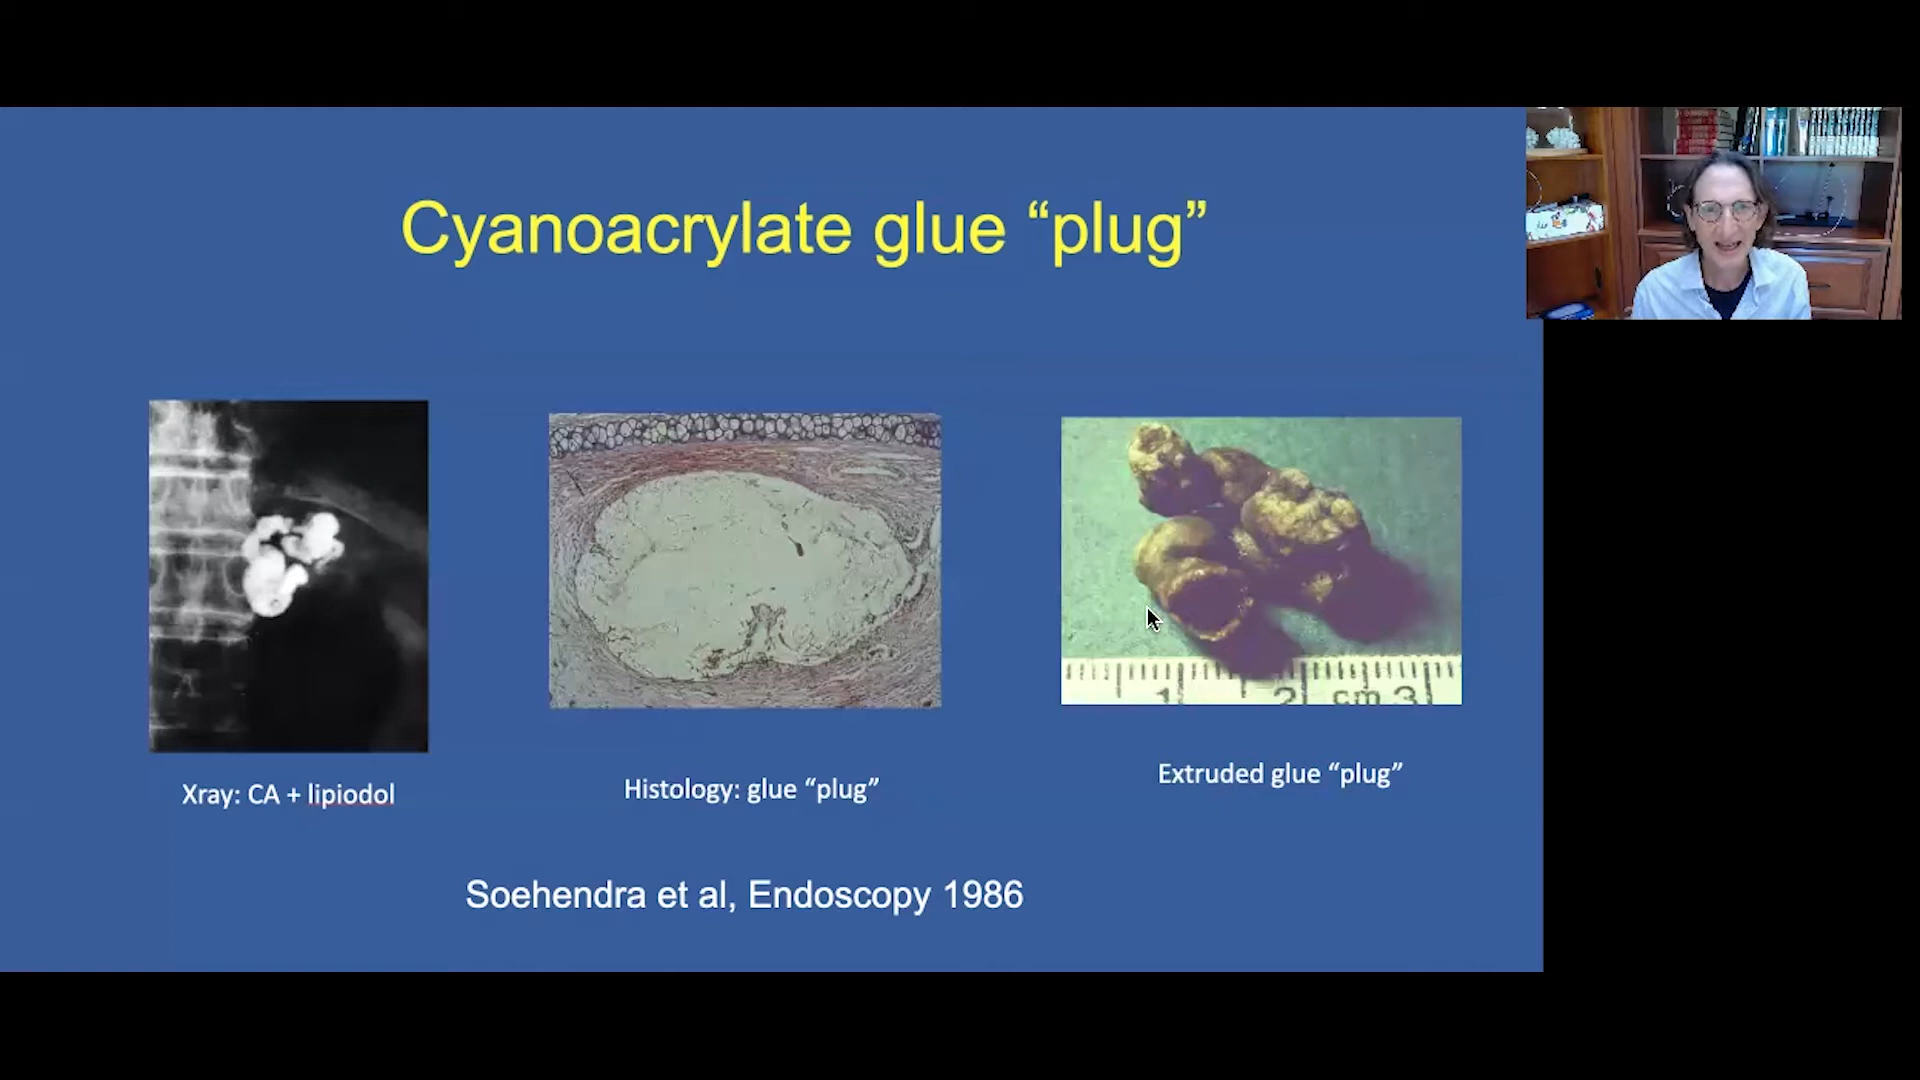 Cyanoacrylate glue “plug”
1 2 cm 3
Xray: CA + lipiodol
Histology: glue “plug”
Extruded glue “plug”
Soehendra et al, Endoscopy 1986